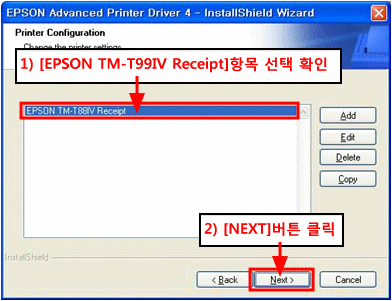 EPSON Advanced Printer Driver 4 - InstallShield Wizard
Printer Configuration
Change the printer settings.
1) [EPSON TM-T99IV Receipt]항목 선택 확인
EPSON TM-T88IV Receipt
Add
Edit
Delete
Copy
2) [NEXT]버튼 클릭
InstallShield
< Back
Next >
Cancel